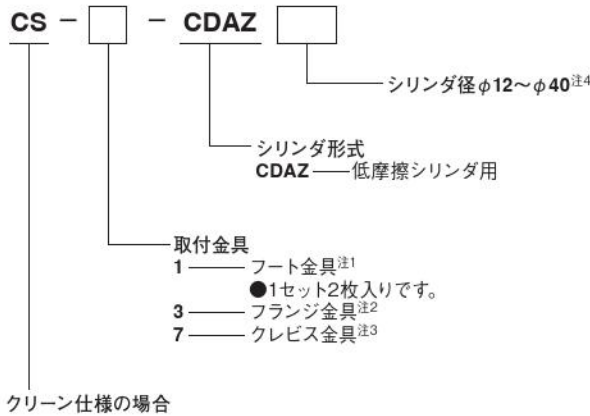 CS － □ － CDAZ □
シリンダ径φ12〜φ40注4
シリンダ形式
CDAZ 低摩擦シリンダ用
取付金具
1 フート金具注1
●1セット2枚入りです。
3 フランジ金具注2
7 クレビス金具注3
クリーン仕様の場合